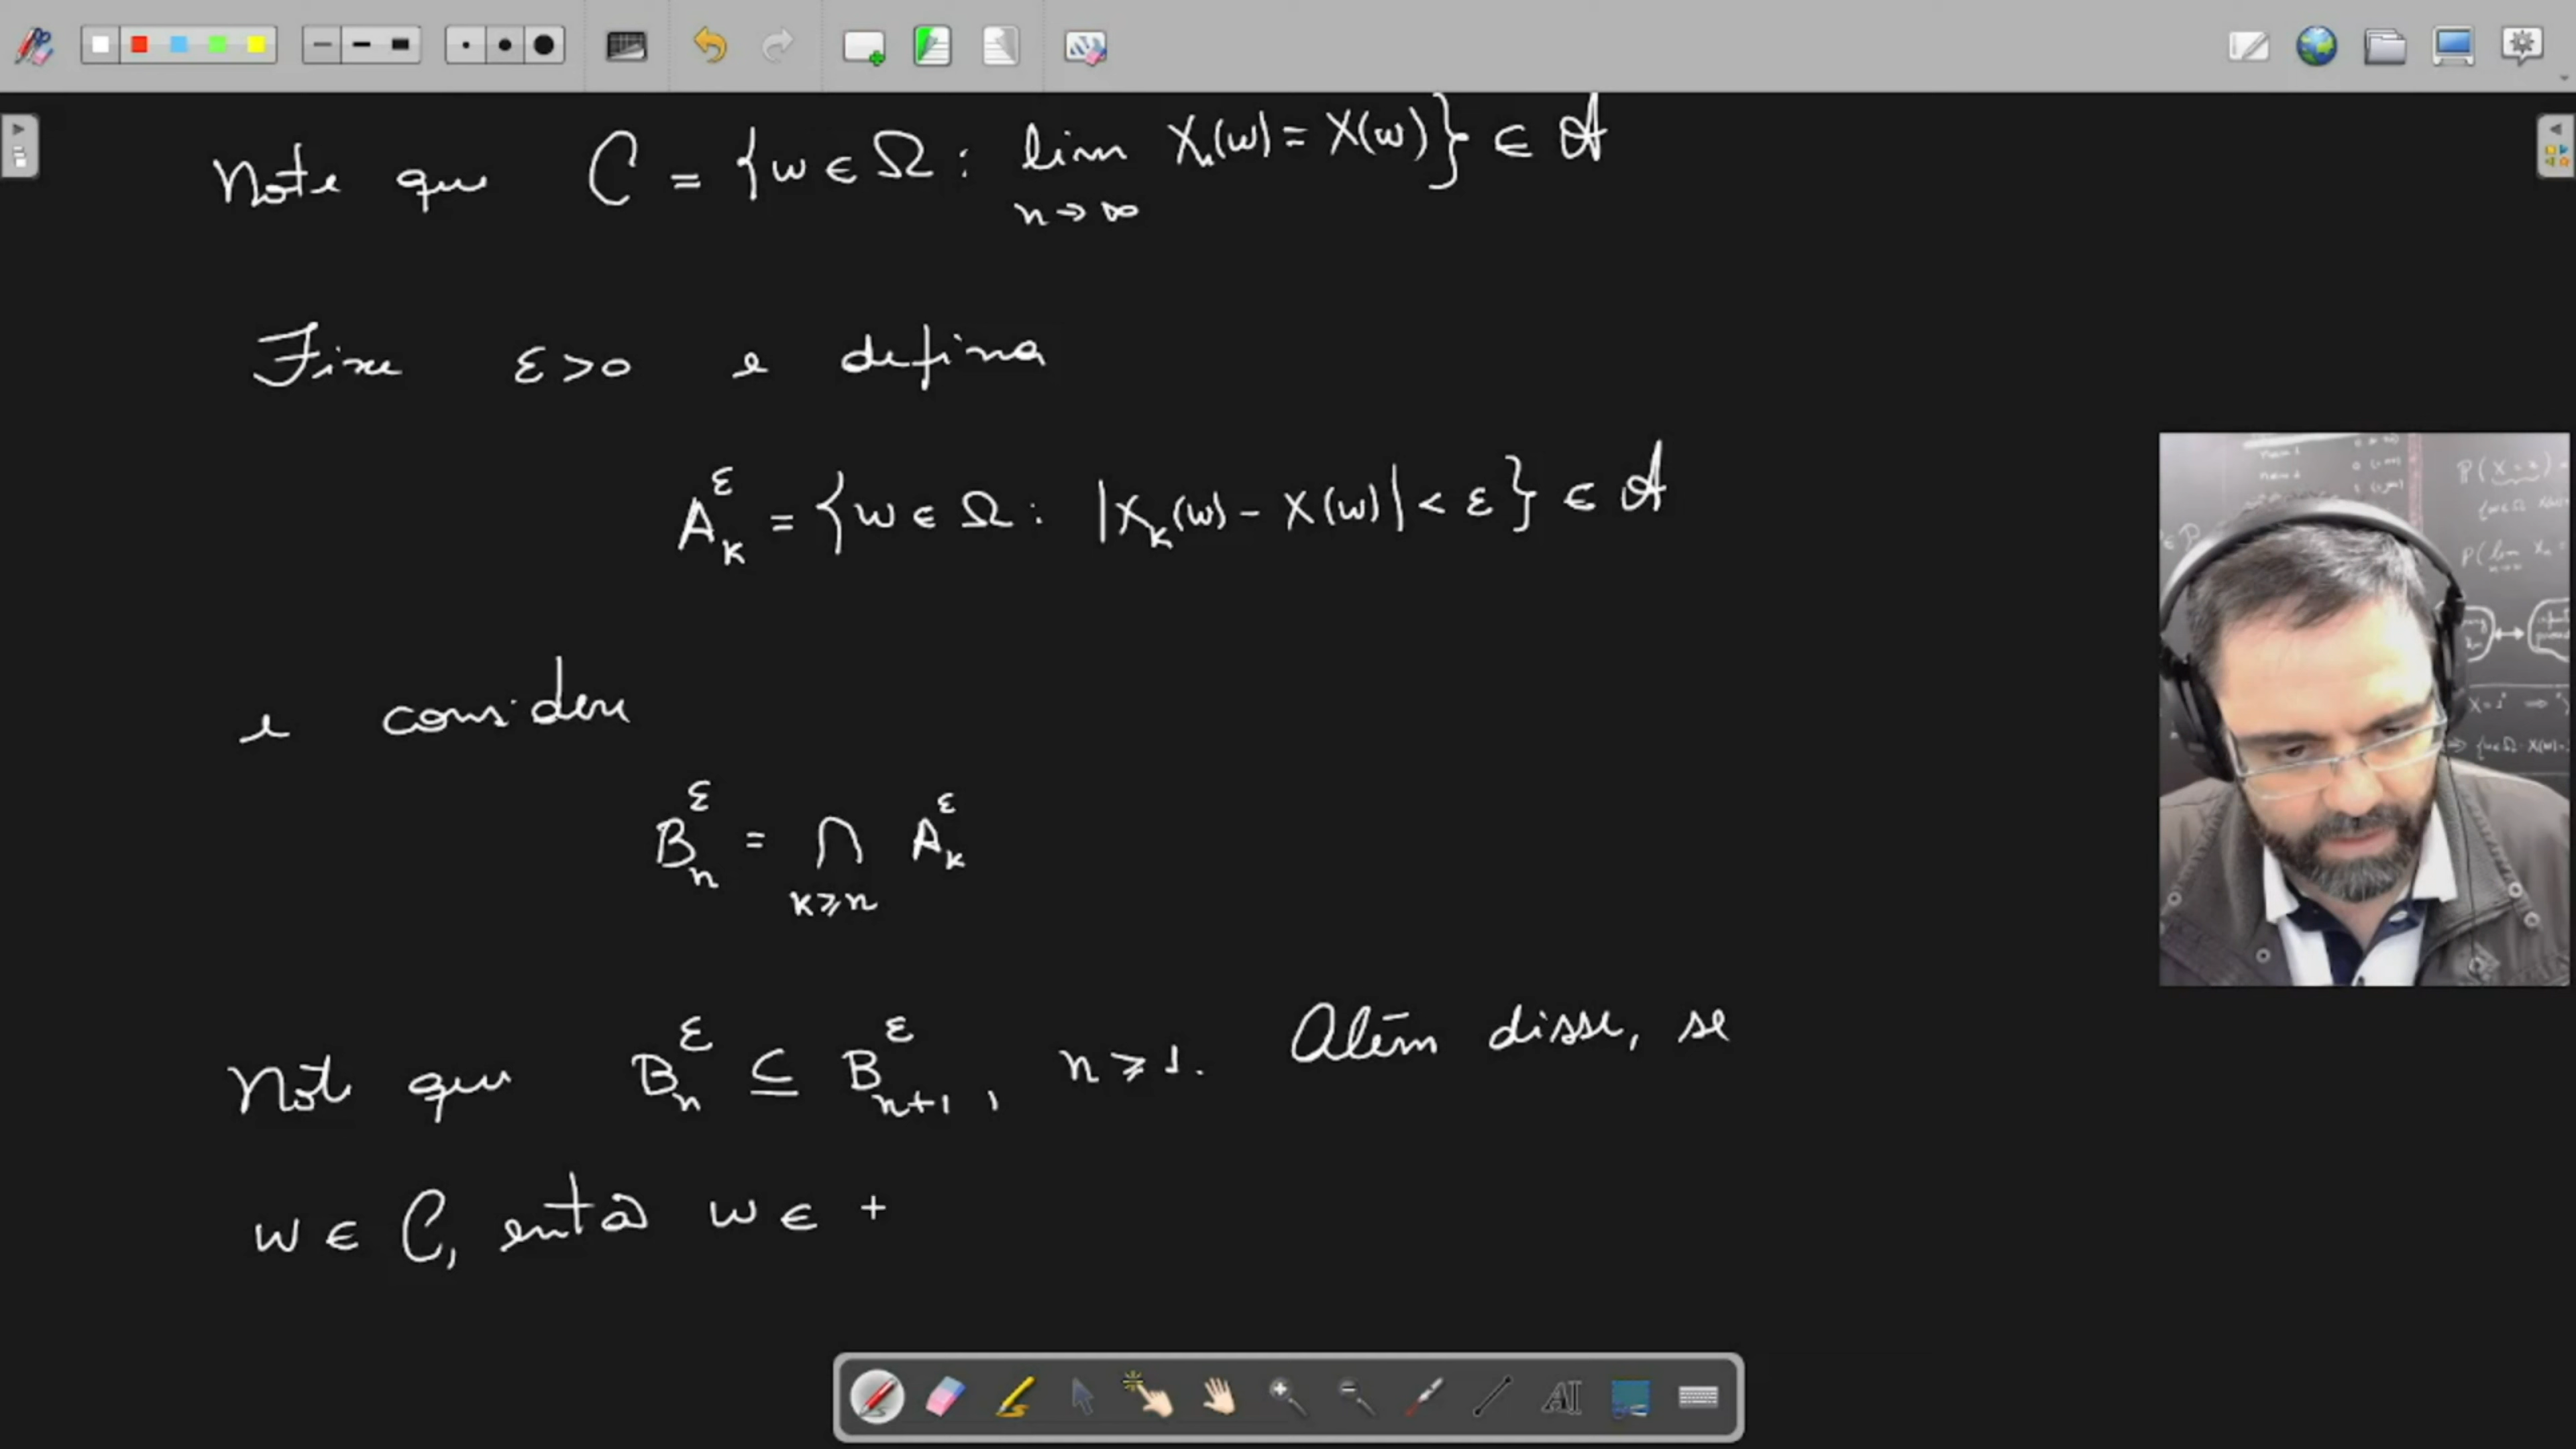 Note que C = {w ∈ Ω : lim X_n(w) = X(w)} ∈ 𝒜
n → ∞
Fixe ε > 0 e defina
A_k^ε = {w ∈ Ω : |X_k(w) - X(w)| < ε} ∈ 𝒜
e considere
B_n^ε = ∩ A_k^ε
k ≥ n
Note que B_n^ε ⊆ B_{n+1}^ε, n ≥ 1. Além disso, se
w ∈ C, então w ∈ +